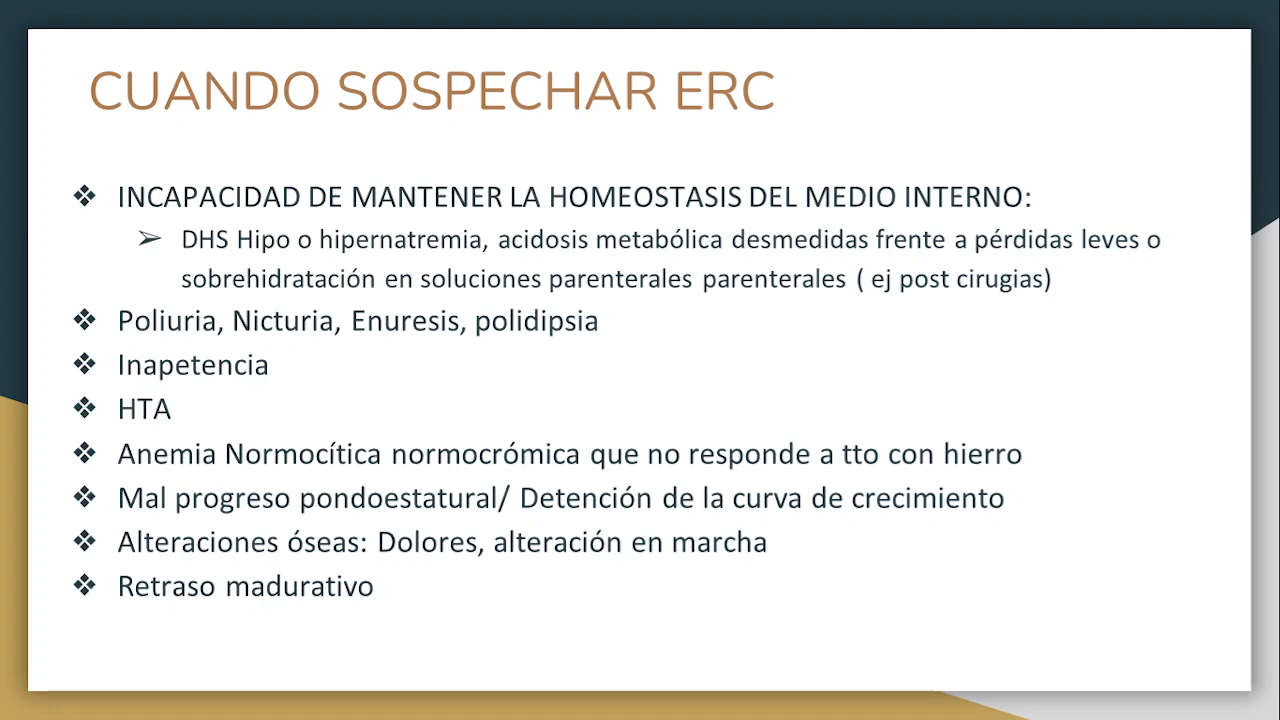 CUANDO SOSPECHAR ERC
❖ INCAPACIDAD DE MANTENER LA HOMEOSTASIS DEL MEDIO INTERNO:
➢ DHS Hipo o hipernatremia, acidosis metabólica desmedidas frente a pérdidas leves o
sobrehidratación en soluciones parenterales parenterales ( ej post cirugias)
❖ Poliuria, Nicturia, Enuresis, polidipsia
❖ Inapetencia
❖ HTA
❖ Anemia Normocítica normocrómica que no responde a tto con hierro
❖ Mal progreso pondoestatural/ Detención de la curva de crecimiento
❖ Alteraciones óseas: Dolores, alteración en marcha
❖ Retraso madurativo